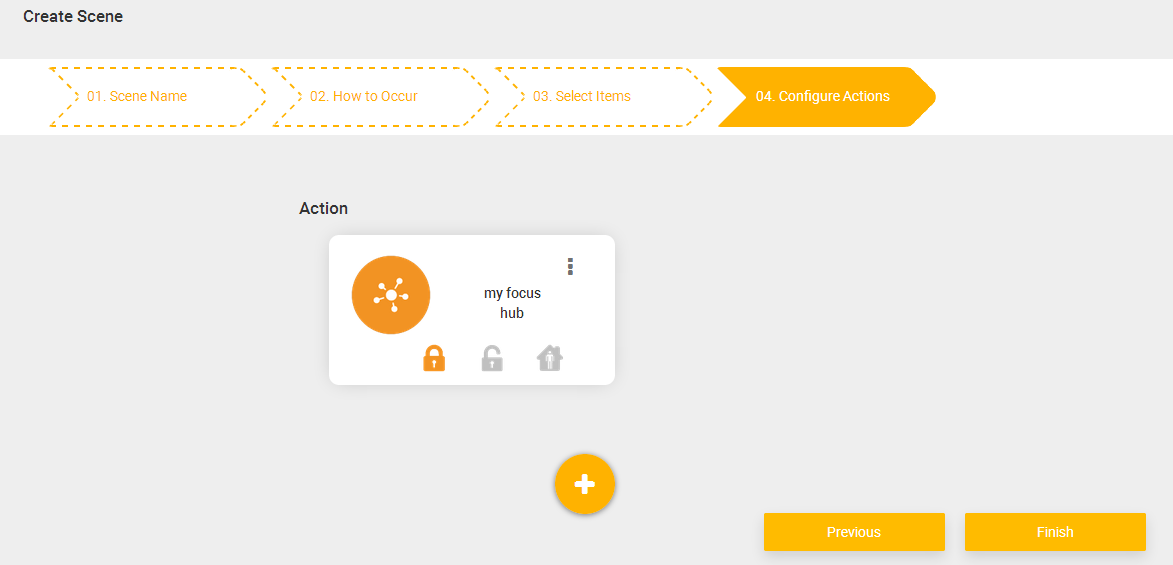 Create Scene
01. Scene Name
02. How to Occur
03. Select Items
04. Configure Actions
Action
my focus
hub
Previous
Finish